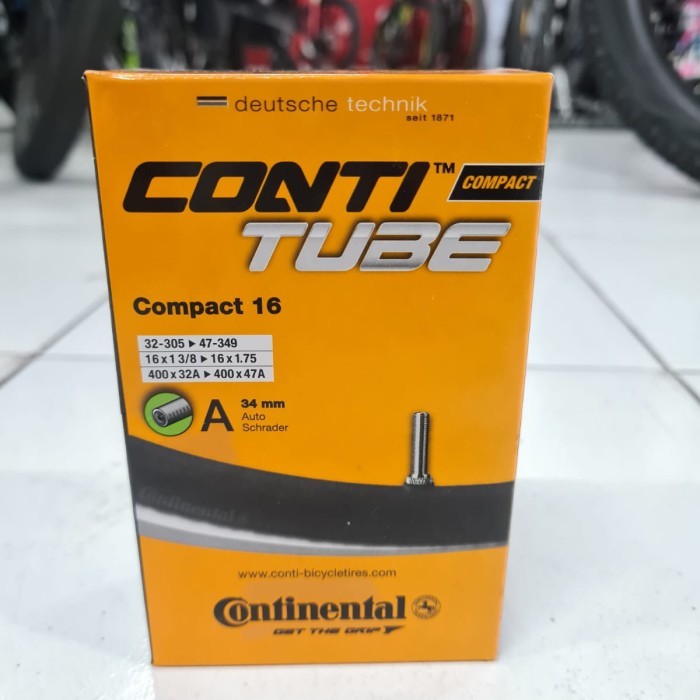 deutsche technik
seit 1871
CONTI™ COMPACT
TUBE
Compact 16
32-305 ▸ 47-349
16 x 1 3/8 ▸ 16 x 1.75
400 x 32A ▸ 400 x 47A
A 34 mm
Auto
Schrader
Continental
www.conti-bicycletires.com
Continental
GET THE GRIP